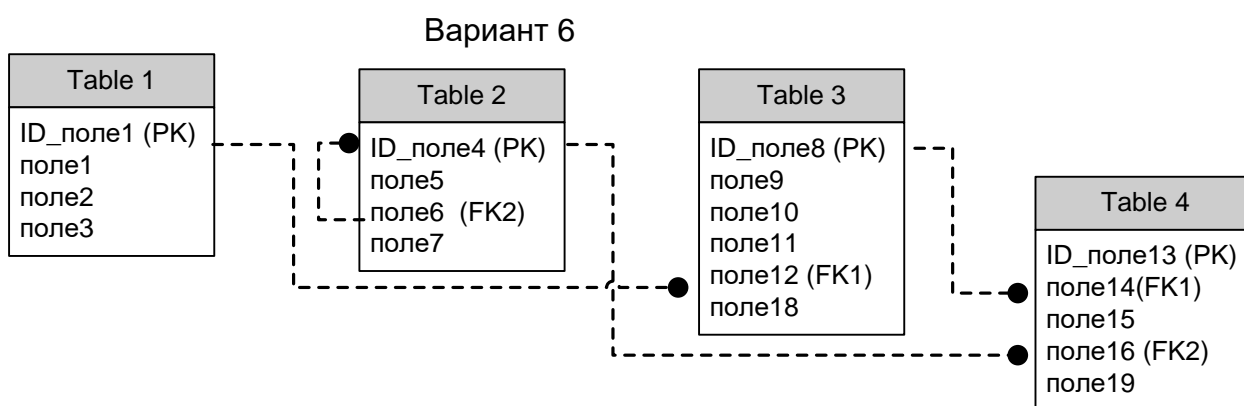 Вариант 6
Table 1
ID_поле1 (PK)
поле1
поле2
поле3
Table 2
ID_поле4 (PK)
поле5
поле6 (FK2)
поле7
Table 3
ID_поле8 (PK)
поле9
поле10
поле11
поле12 (FK1)
поле18
Table 4
ID_поле13 (PK)
поле14(FK1)
поле15
поле16 (FK2)
поле19